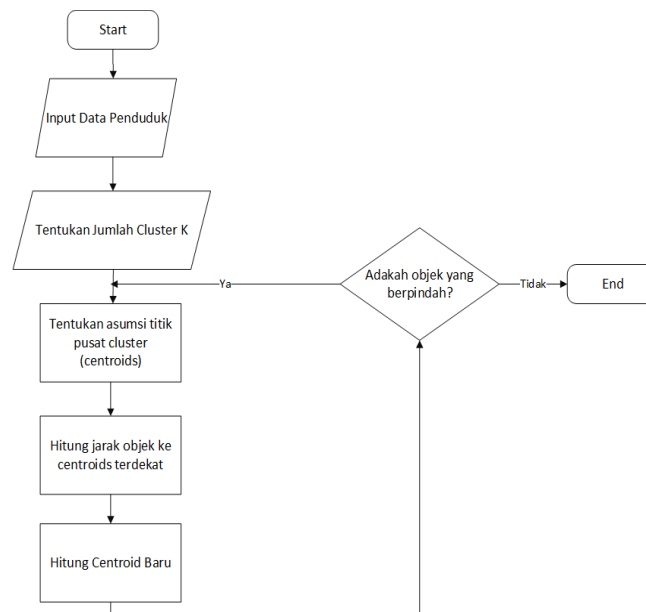 Start
Input Data Penduduk
Tentukan Jumlah Cluster K
Tentukan asumsi titik
pusat cluster
(centroids)
Hitung jarak objek ke
centroids terdekat
Hitung Centroid Baru
Adakah objek yang
berpindah?
Ya
Tidak
End